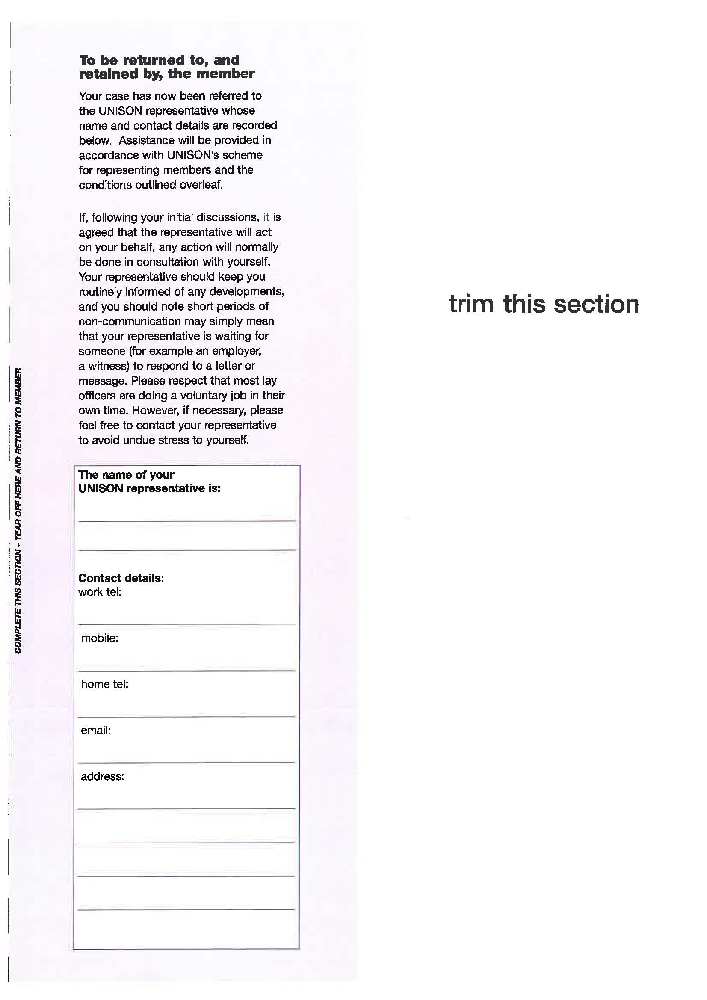 To be returned to, and
retained by, the member
Your case has now been referred to
the UNISON representative whose
name and contact details are recorded
below. Assistance will be provided in
accordance with UNISON's scheme
for representing members and the
conditions outlined overleaf.
If, following your initial discussions, it is
agreed that the representative will act
on your behalf, any action will normally
be done in consultation with yourself.
Your representative should keep you
routinely informed of any developments,
and you should note short periods of
non-communication may simply mean
that your representative is waiting for
someone (for example an employer,
a witness) to respond to a letter or
message. Please respect that most lay
officers are doing a voluntary job in their
own time. However, if necessary, please
feel free to contact your representative
to avoid undue stress to yourself.
The name of your
UNISON representative is:
Contact details:
work tel:
mobile:
home tel:
email:
address:
COMPLETE THIS SECTION – TEAR OFF HERE AND RETURN TO MEMBER
trim this section